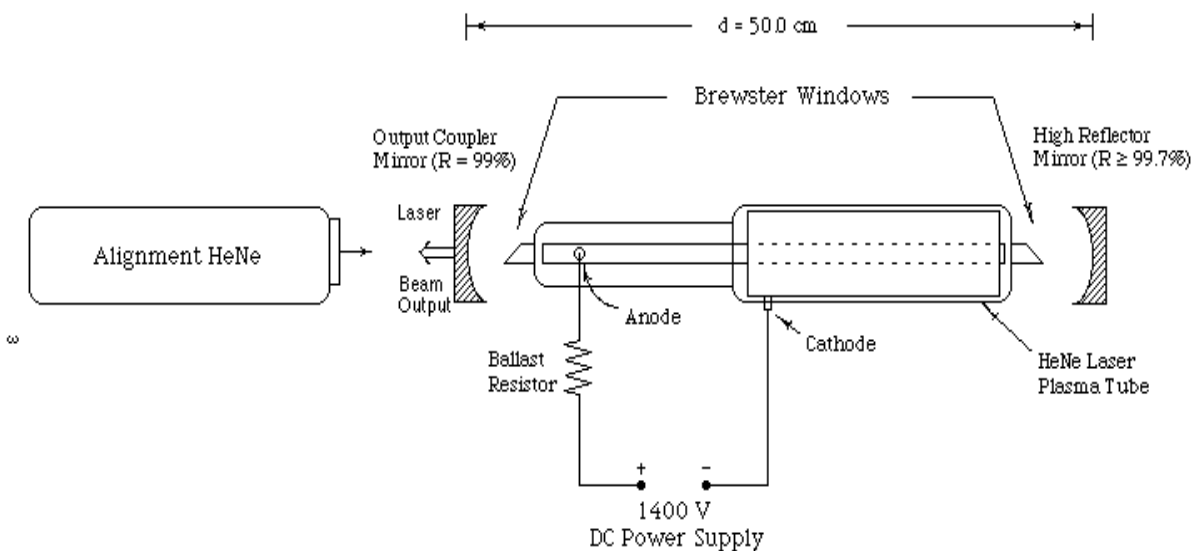 d = 50.0 cm
Brewster Windows
Output Coupler
Mirror (R = 99%)
High Reflector
Mirror (R ≥ 99.7%)
Laser
Alignment HeNe
Beam
Output
Anode
Cathode
ω
Ballast
Resistor
HeNe Laser
Plasma Tube
+ -
1400 V
DC Power Supply